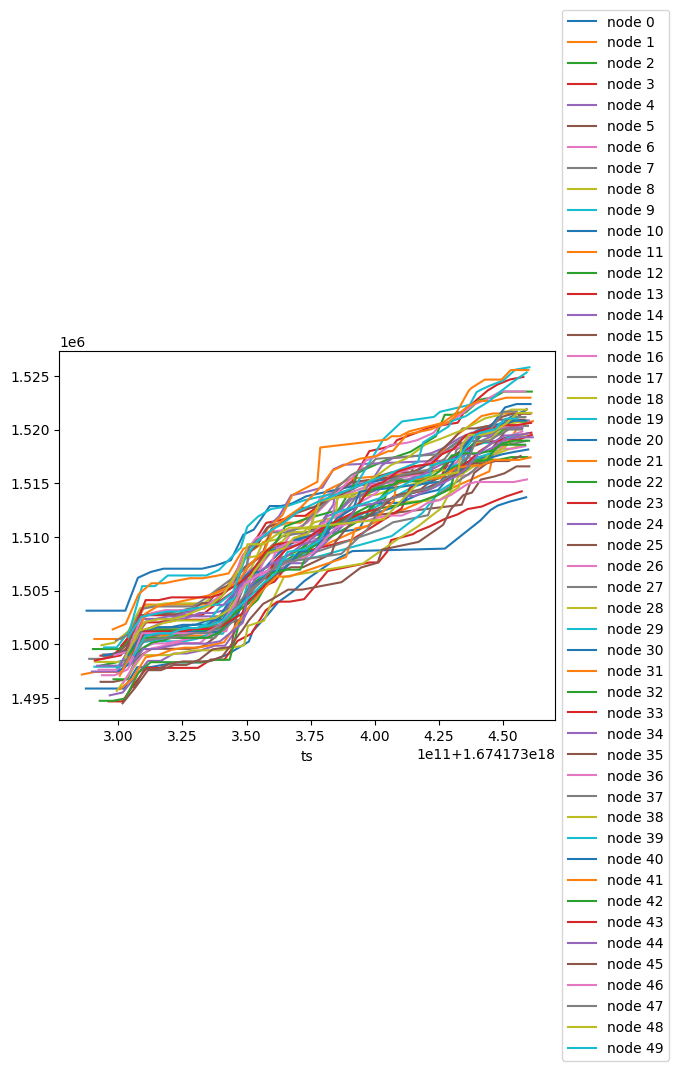 1e6
1.525
1.520
1.515
1.510
1.505
1.500
1.495
3.00 3.25 3.50 3.75 4.00 4.25 4.50
ts
1e11+1.674173e18
node 0
node 1
node 2
node 3
node 4
node 5
node 6
node 7
node 8
node 9
node 10
node 11
node 12
node 13
node 14
node 15
node 16
node 17
node 18
node 19
node 20
node 21
node 22
node 23
node 24
node 25
node 26
node 27
node 28
node 29
node 30
node 31
node 32
node 33
node 34
node 35
node 36
node 37
node 38
node 39
node 40
node 41
node 42
node 43
node 44
node 45
node 46
node 47
node 48
node 49